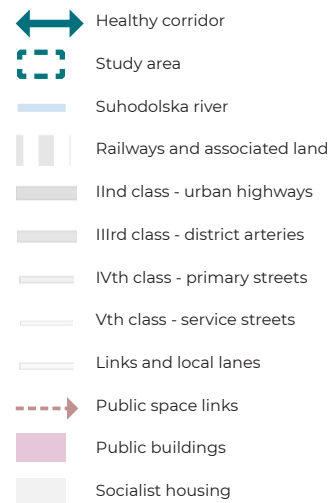 Healthy corridor
Study area
Suhodolska river
Railways and associated land
IInd class - urban highways
IIIrd class - district arteries
IVth class - primary streets
Vth class - service streets
Links and local lanes
Public space links
Public buildings
Socialist housing